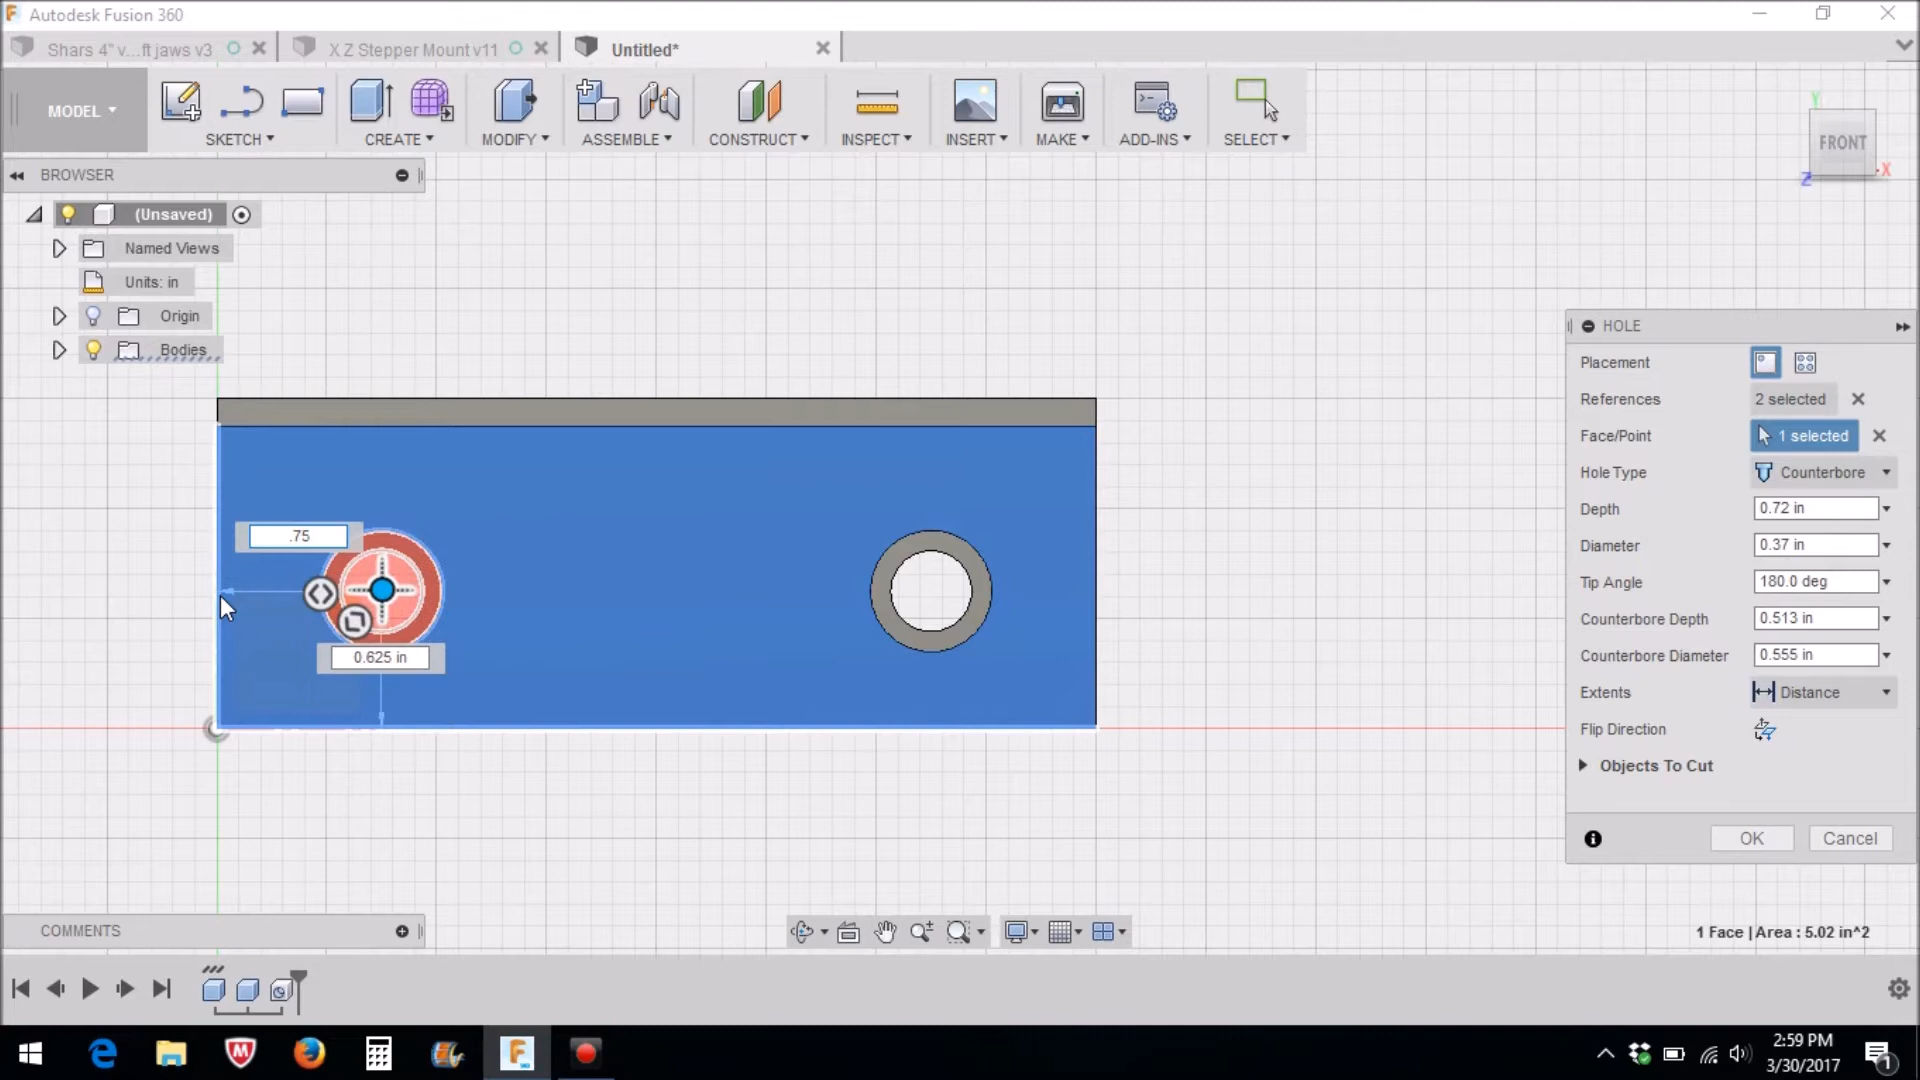 Autodesk Fusion 360
Shars 4" v...ft jaws v3
X Z Stepper Mount v11
Untitled*
MODEL
SKETCH
CREATE
MODIFY
ASSEMBLE
CONSTRUCT
INSPECT
INSERT
MAKE
ADD-INS
SELECT
Y
FRONT
X
Z
BROWSER
(Unsaved)
Named Views
Units: in
Origin
Bodies
.75
0.625 in
HOLE
Placement
References 2 selected
Face/Point 1 selected
Hole Type Counterbore
Depth 0.72 in
Diameter 0.37 in
Tip Angle 180.0 deg
Counterbore Depth 0.513 in
Counterbore Diameter 0.555 in
Extents Distance
Flip Direction
Objects To Cut
OK Cancel
COMMENTS
1 Face | Area : 5.02 in^2
2:59 PM
3/30/2017
1